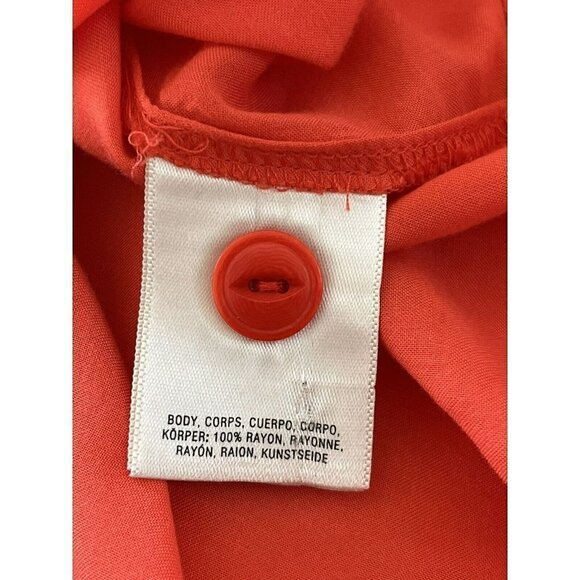 BODY, CORPS, CUERPO, CORPO,
KÖRPER: 100% RAYON, RAYONNE,
RAYÓN, RAION, KUNSTSEIDE